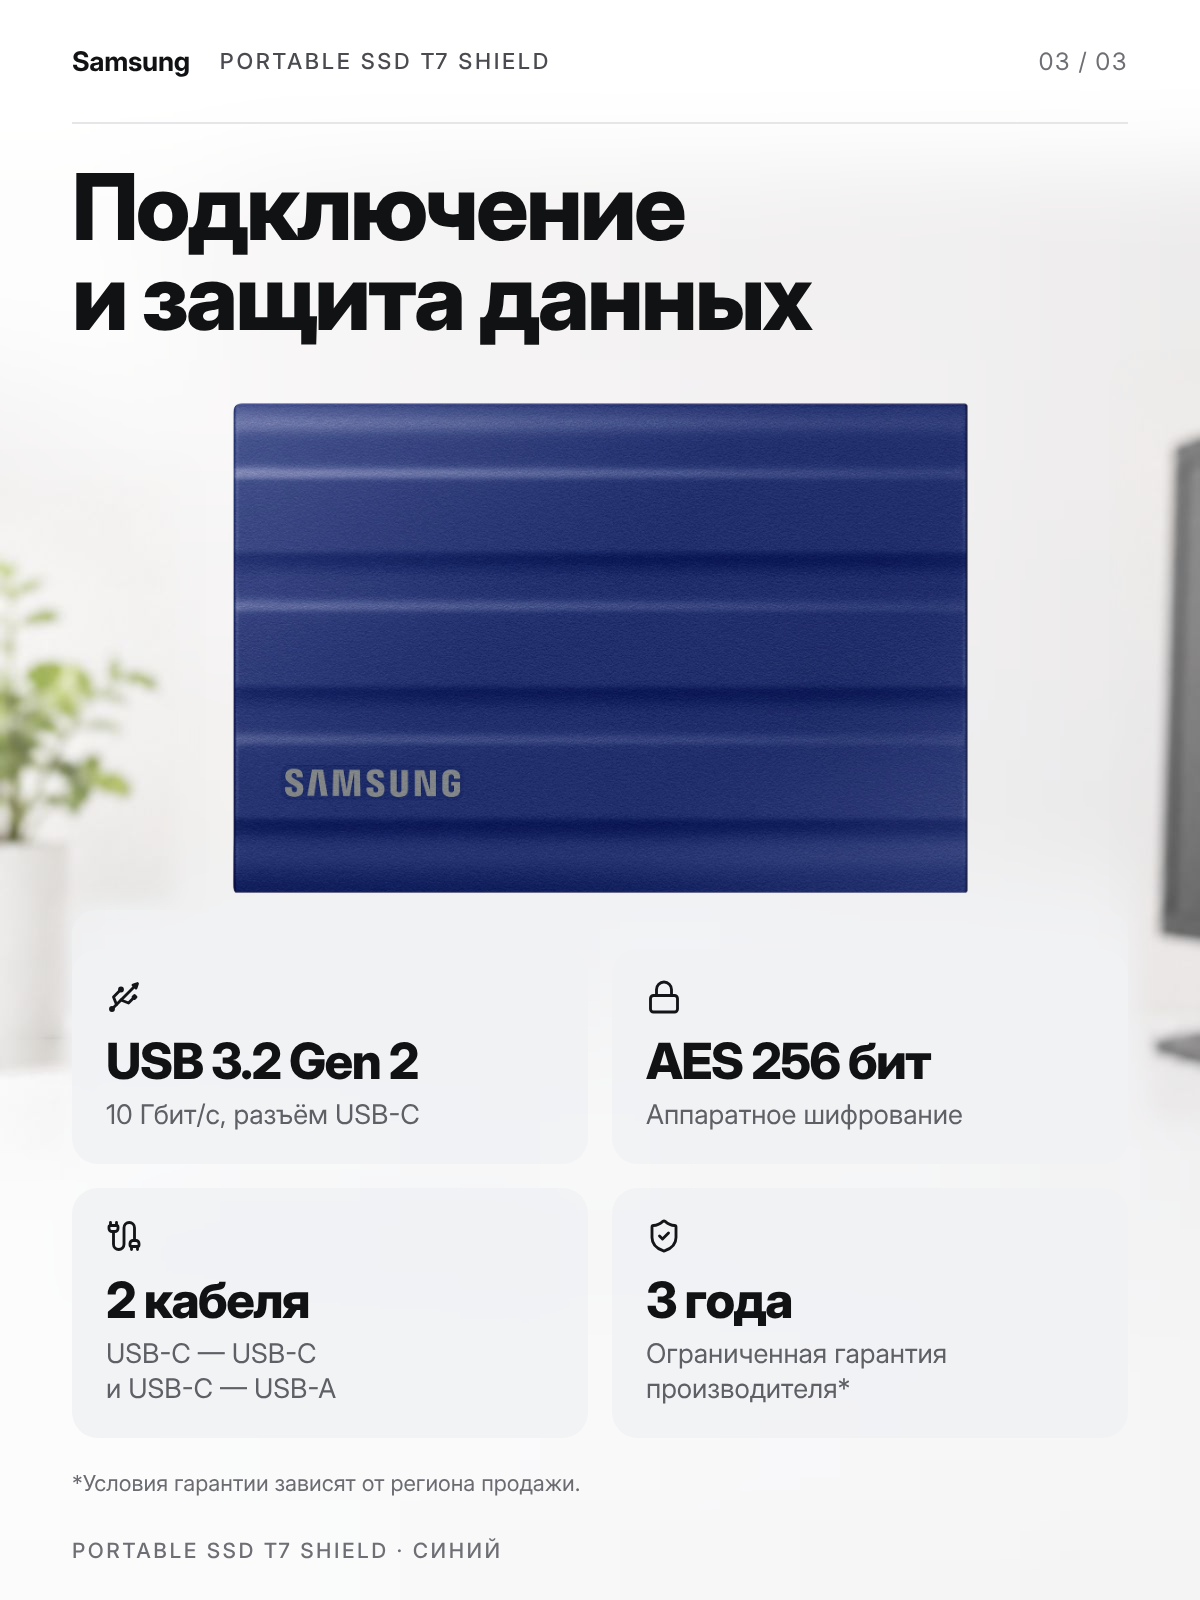 Samsung PORTABLE SSD T7 SHIELD 03 / 03
Подключение
и защита данных
SAMSUNG
USB 3.2 Gen 2
10 Гбит/с, разъём USB-C
AES 256 бит
Аппаратное шифрование
2 кабеля
USB-C — USB-C
и USB-C — USB-A
3 года
Ограниченная гарантия
производителя*
*Условия гарантии зависят от региона продажи.
PORTABLE SSD T7 SHIELD · СИНИЙ